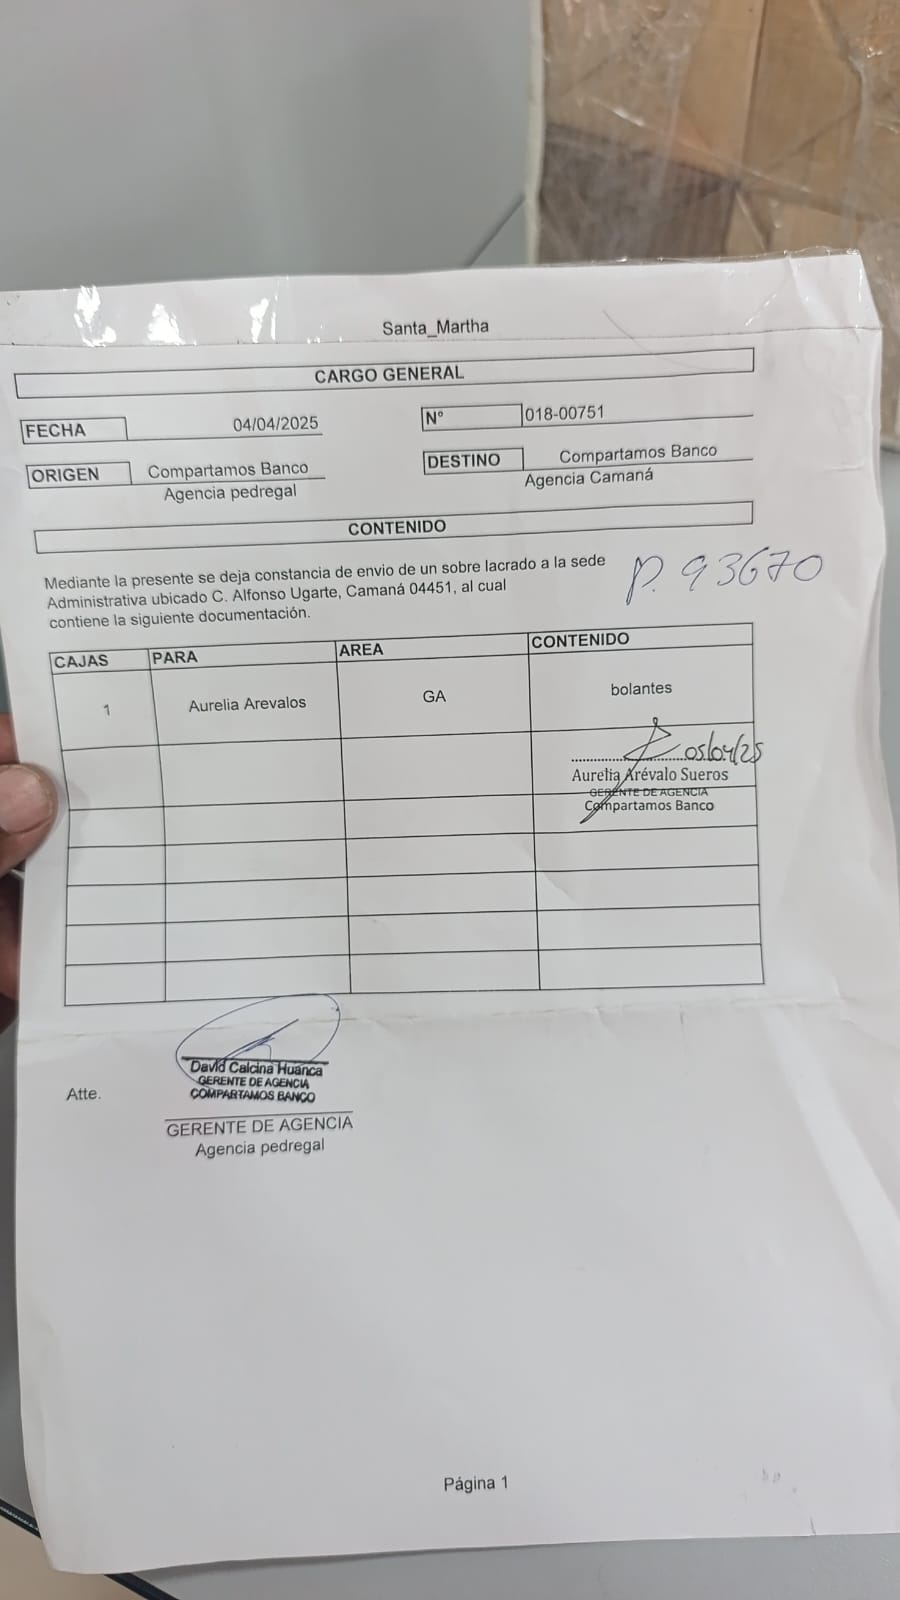 Santa_Martha
CARGO GENERAL
FECHA 04/04/2025 N° 018-00751
ORIGEN Compartamos Banco DESTINO Compartamos Banco
Agencia pedregal Agencia Camaná
CONTENIDO
Mediante la presente se deja constancia de envio de un sobre lacrado a la sede
Administrativa ubicado C. Alfonso Ugarte, Camaná 04451, al cual
contiene la siguiente documentación.
P. 93670
CAJAS PARA AREA CONTENIDO
1 Aurelia Arevalos GA bolantes
05/04/25
Aurelia Arévalo Sueros
GERENTE DE AGENCIA
Compartamos Banco
David Calcina Huanca
GERENTE DE AGENCIA
COMPARTAMOS BANCO
Atte.
GERENTE DE AGENCIA
Agencia pedregal
Página 1